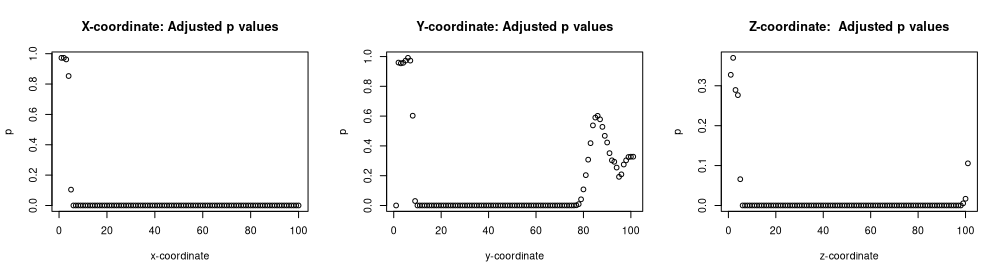 X-coordinate: Adjusted p values
Y-coordinate: Adjusted p values
Z-coordinate:  Adjusted p values
p
0.0 0.2 0.4 0.6 0.8 1.0
0 20 40 60 80 100
x-coordinate
p
0.0 0.2 0.4 0.6 0.8 1.0
0 20 40 60 80 100
y-coordinate
p
0.0 0.1 0.2 0.3
0 20 40 60 80 100
z-coordinate